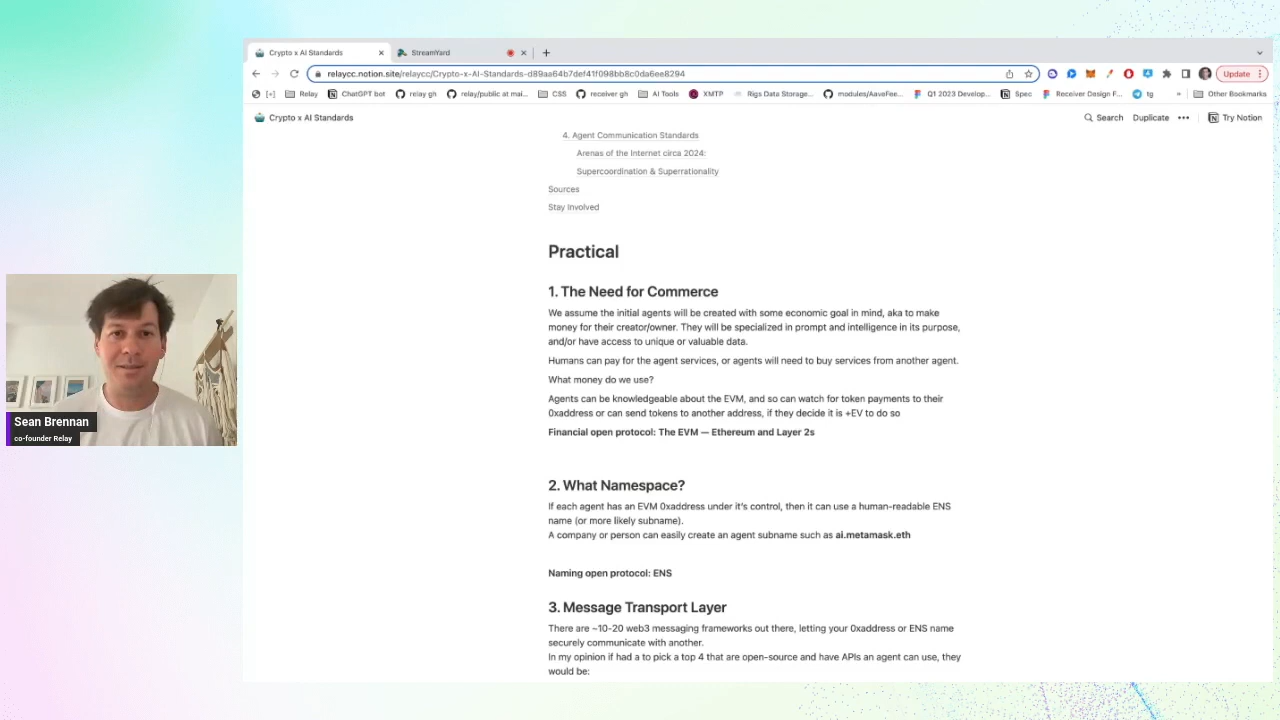 Crypto x AI Standards
StreamYard
relaycc.notion.site/relaycc/Crypto-x-AI-Standards-d89aa64b7def41f098bb8c0da6ee8294
Update
Relay
ChatGPT bot
relay gh
relay/public at mai...
CSS
receiver gh
AI Tools
XMTP
Rigs Data Storage...
modules/AaveFee...
Q1 2023 Develop...
Spec
Receiver Design F...
tg
»
Other Bookmarks
Crypto x AI Standards
Search
Duplicate
•••
Try Notion
4. Agent Communication Standards
Arenas of the Internet circa 2024:
Supercoordination & Superrationality
Sources
Stay Involved
Practical
1. The Need for Commerce
We assume the initial agents will be created with some economic goal in mind, aka to make
money for their creator/owner. They will be specialized in prompt and intelligence in its purpose,
and/or have access to unique or valuable data.
Humans can pay for the agent services, or agents will need to buy services from another agent.
What money do we use?
Agents can be knowledgeable about the EVM, and so can watch for token payments to their
0xaddress or can send tokens to another address, if they decide it is +EV to do so
Financial open protocol: The EVM — Ethereum and Layer 2s
2. What Namespace?
If each agent has an EVM 0xaddress under it's control, then it can use a human-readable ENS
name (or more likely subname).
A company or person can easily create an agent subname such as ai.metamask.eth
Naming open protocol: ENS
3. Message Transport Layer
There are ~10-20 web3 messaging frameworks out there, letting your 0xaddress or ENS name
securely communicate with another.
In my opinion if had a to pick a top 4 that are open-source and have APIs an agent can use, they
would be:
Sean Brennan
co-founder Relay